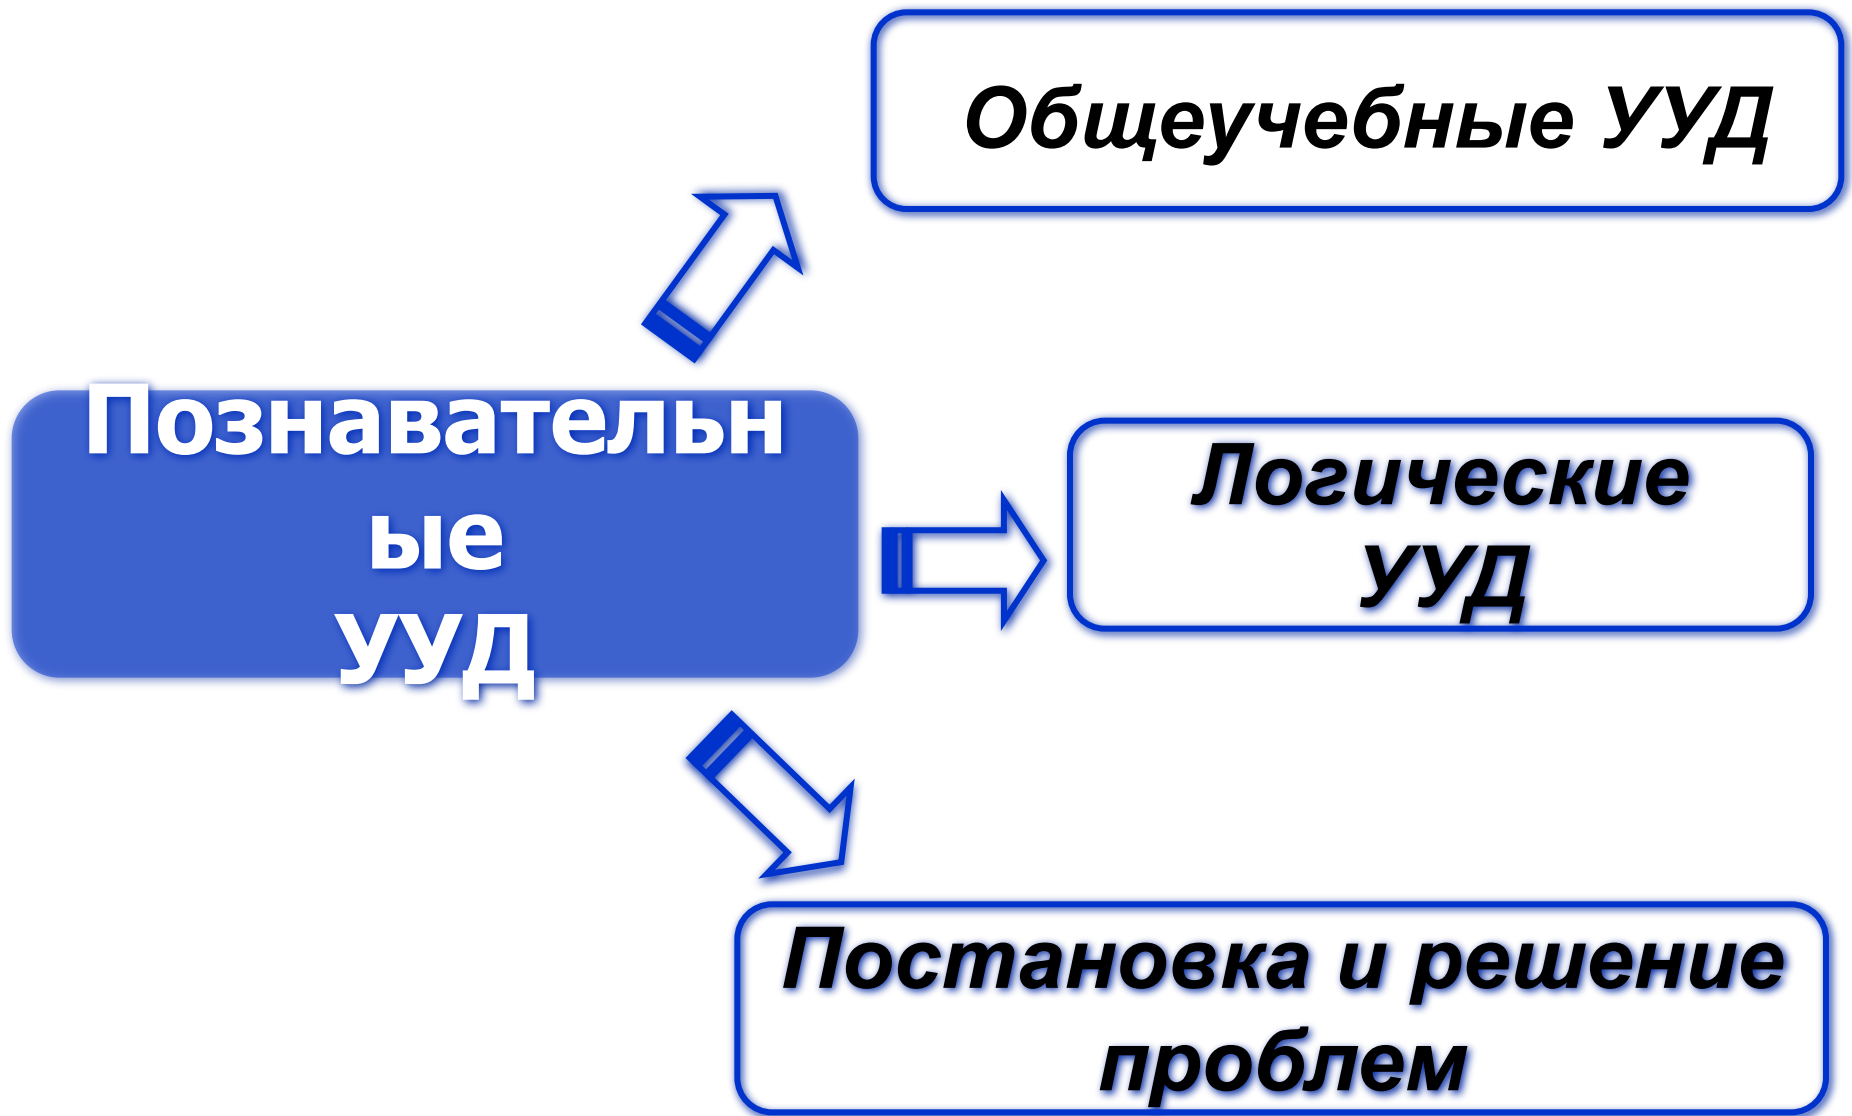 Общеучебные УУД
Познавательн
ые
УУД
Логические
УУД
Постановка и решение
проблем